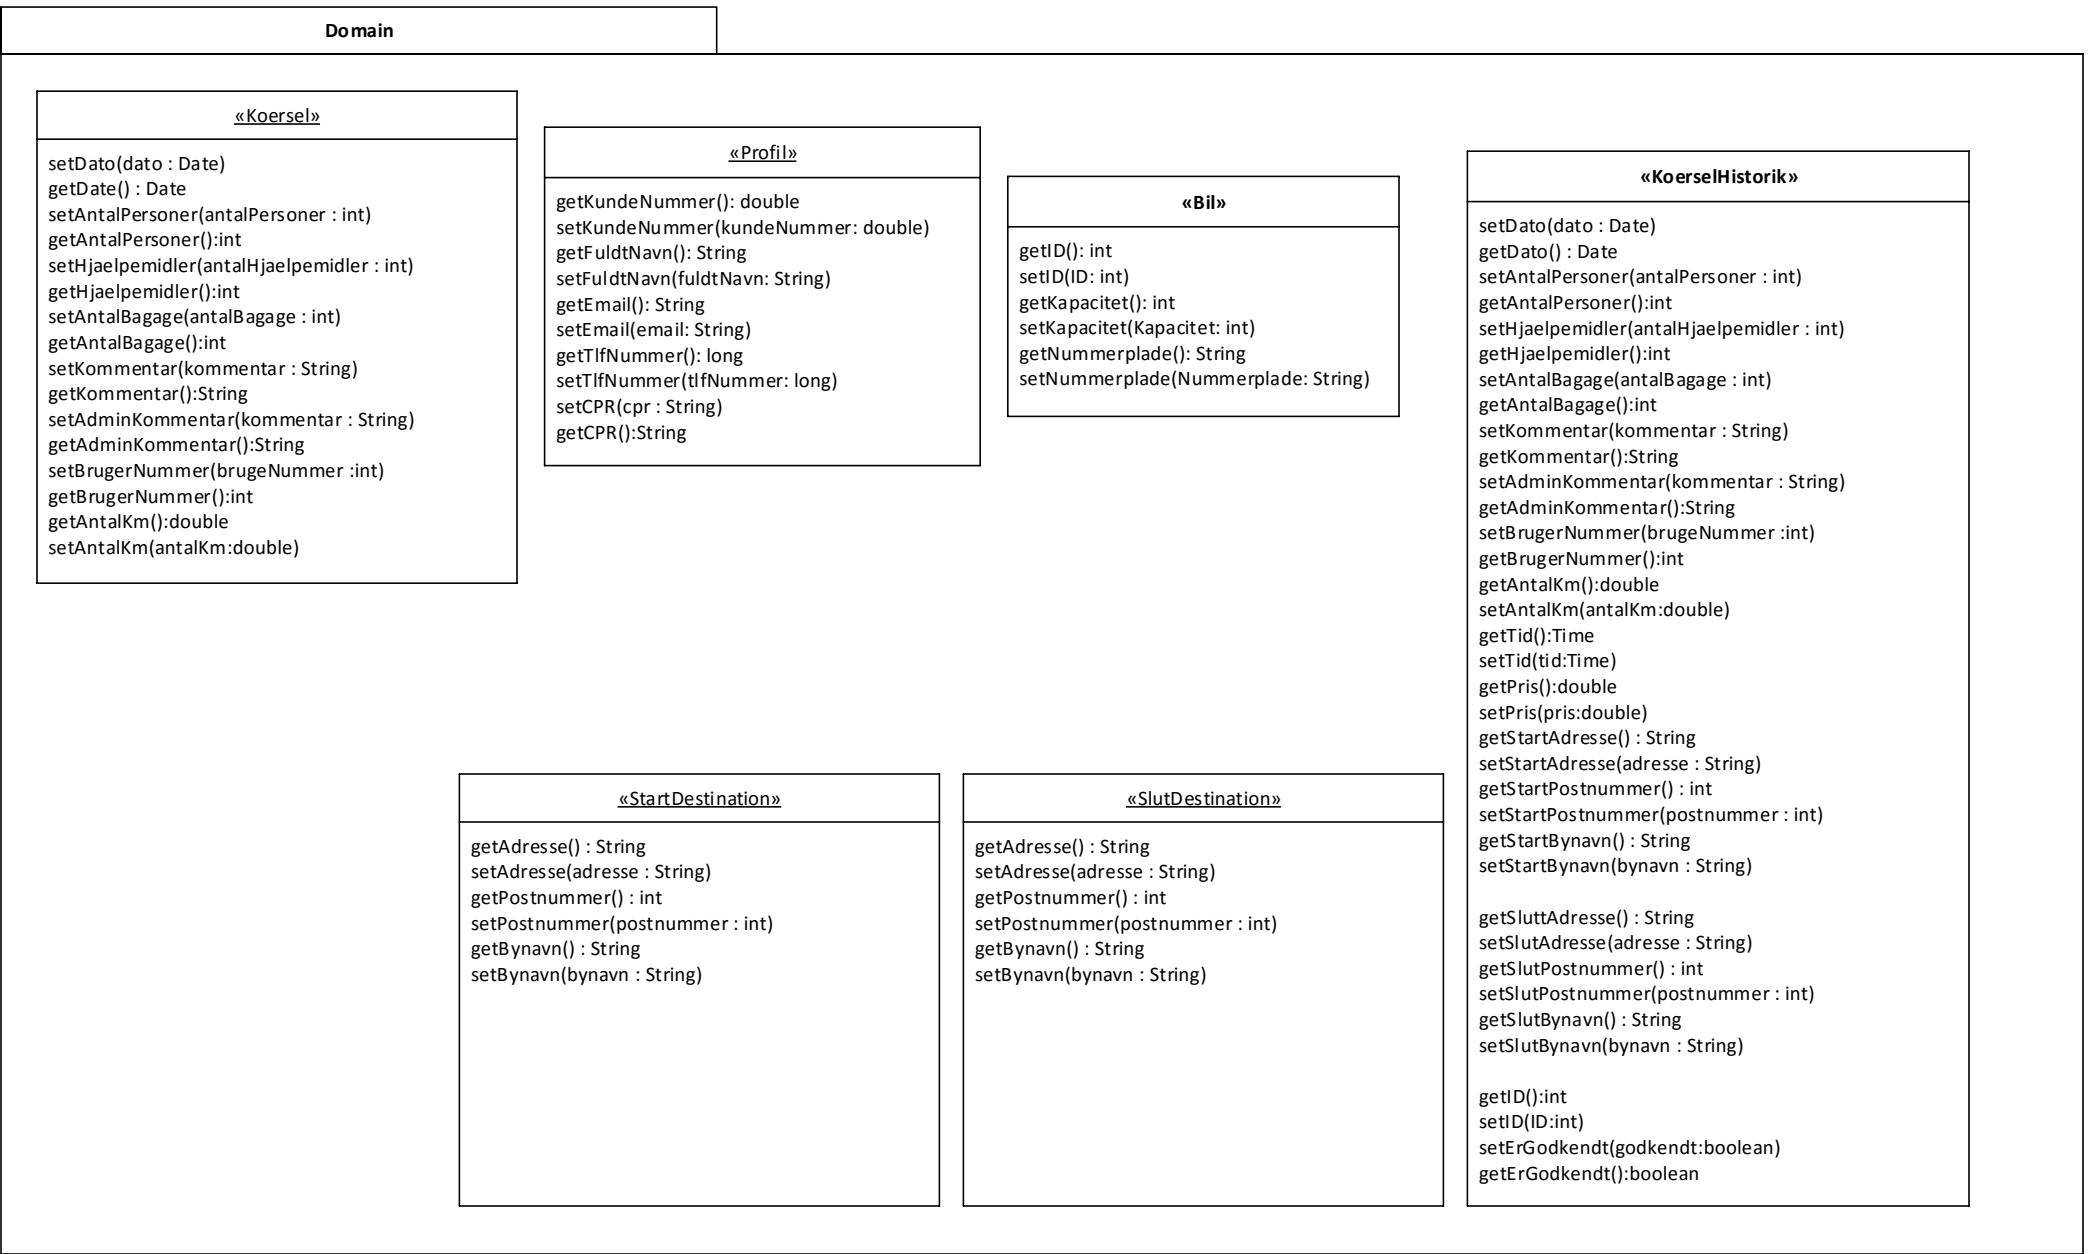 Domain
«Koersel»
setDato(dato : Date)
getDate() : Date
setAntalPersoner(antalPersoner : int)
getAntalPersoner():int
setHjaelpemidler(antalHjaelpemidler : int)
getHjaelpemidler():int
setAntalBagage(antalBagage : int)
getAntalBagage():int
setKommentar(kommentar : String)
getKommentar():String
setAdminKommentar(kommentar : String)
getAdminKommentar():String
setBrugerNummer(brugeNummer :int)
getBrugerNummer():int
getAntalKm():double
setAntalKm(antalKm:double)
«Profil»
getKundeNummer(): double
setKundeNummer(kundeNummer: double)
getFuldtNavn(): String
setFuldtNavn(fuldtNavn: String)
getEmail(): String
setEmail(email: String)
getTlfNummer(): long
setTlfNummer(tlfNummer: long)
setCPR(cpr : String)
getCPR():String
«Bil»
getID(): int
setID(ID: int)
getKapacitet(): int
setKapacitet(Kapacitet: int)
getNummerplade(): String
setNummerplade(Nummerplade: String)
«KoerselHistorik»
setDato(dato : Date)
getDato() : Date
setAntalPersoner(antalPersoner : int)
getAntalPersoner():int
setHjaelpemidler(antalHjaelpemidler : int)
getHjaelpemidler():int
setAntalBagage(antalBagage : int)
getAntalBagage():int
setKommentar(kommentar : String)
getKommentar():String
setAdminKommentar(kommentar : String)
getAdminKommentar():String
setBrugerNummer(brugeNummer :int)
getBrugerNummer():int
getAntalKm():double
setAntalKm(antalKm:double)
getTid():Time
setTid(tid:Time)
getPris():double
setPris(pris:double)
getStartAdresse() : String
setStartAdresse(adresse : String)
getStartPostnummer() : int
setStartPostnummer(postnummer : int)
getStartBynavn() : String
setStartBynavn(bynavn : String)
getSluttAdresse() : String
setSlutAdresse(adresse : String)
getSlutPostnummer() : int
setSlutPostnummer(postnummer : int)
getSlutBynavn() : String
setSlutBynavn(bynavn : String)
getID():int
setID(ID:int)
setErGodkendt(godkendt:boolean)
getErGodkendt():boolean
«StartDestination»
getAdresse() : String
setAdresse(adresse : String)
getPostnummer() : int
setPostnummer(postnummer : int)
getBynavn() : String
setBynavn(bynavn : String)
«SlutDestination»
getAdresse() : String
setAdresse(adresse : String)
getPostnummer() : int
setPostnummer(postnummer : int)
getBynavn() : String
setBynavn(bynavn : String)